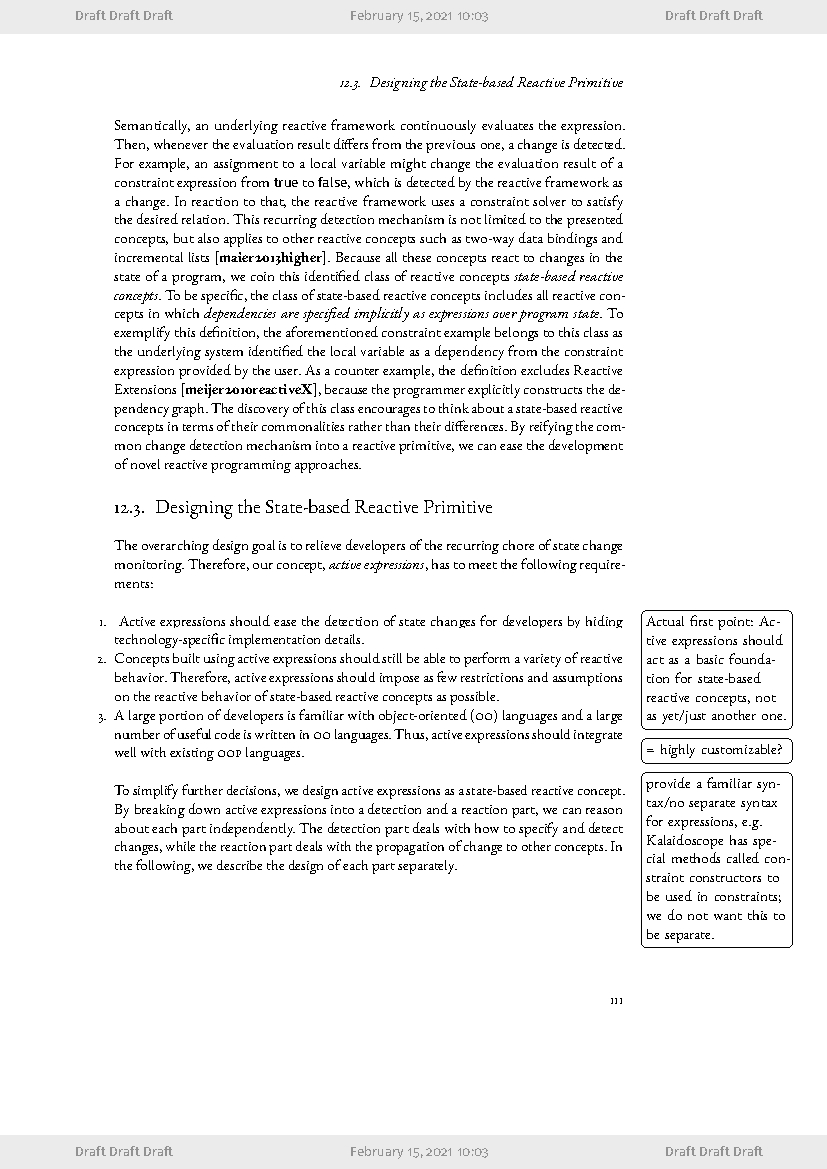 Draft Draft Draft February 15, 2021 10:03 Draft Draft Draft
12.3. Designing the State-based Reactive Primitive
Semantically, an underlying reactive framework continuously evaluates the expression.
Then, whenever the evaluation result differs from the previous one, a change is detected.
For example, an assignment to a local variable might change the evaluation result of a
constraint expression from true to false, which is detected by the reactive framework as
a change. In reaction to that, the reactive framework uses a constraint solver to satisfy
the desired relation. This recurring detection mechanism is not limited to the presented
concepts, but also applies to other reactive concepts such as two-way data bindings and
incremental lists [maier2013higher]. Because all these concepts react to changes in the
state of a program, we coin this identified class of reactive concepts state-based reactive
concepts. To be specific, the class of state-based reactive concepts includes all reactive con-
cepts in which dependencies are specified implicitly as expressions over program state. To
exemplify this definition, the aforementioned constraint example belongs to this class as
the underlying system identified the local variable as a dependency from the constraint
expression provided by the user. As a counter example, the definition excludes Reactive
Extensions [meijer2010reactiveX], because the programmer explicitly constructs the de-
pendency graph. The discovery of this class encourages to think about a state-based reactive
concepts in terms of their commonalities rather than their differences. By reifying the com-
mon change detection mechanism into a reactive primitive, we can ease the development
of novel reactive programming approaches.
12.3. Designing the State-based Reactive Primitive
The overarching design goal is to relieve developers of the recurring chore of state change
monitoring. Therefore, our concept, active expressions, has to meet the following require-
ments:
1. Active expressions should ease the detection of state changes for developers by hiding
technology-specific implementation details.
2. Concepts built using active expressions should still be able to perform a variety of reactive
behavior. Therefore, active expressions should impose as few restrictions and assumptions
on the reactive behavior of state-based reactive concepts as possible.
3. A large portion of developers is familiar with object-oriented (OO) languages and a large
number of useful code is written in OO languages. Thus, active expressions should integrate
well with existing OOP languages.
To simplify further decisions, we design active expressions as a state-based reactive concept.
By breaking down active expressions into a detection and a reaction part, we can reason
about each part independently. The detection part deals with how to specify and detect
changes, while the reaction part deals with the propagation of change to other concepts. In
the following, we describe the design of each part separately.
Actual first point: Ac-
tive expressions should
act as a basic founda-
tion for state-based
reactive concepts, not
as yet/just another one.
= highly customizable?
provide a familiar syn-
tax/no separate syntax
for expressions, e.g.
Kalaidoscope has spe-
cial methods called con-
straint constructors to
be used in constraints;
we do not want this to
be separate.
111
Draft Draft Draft February 15, 2021 10:03 Draft Draft Draft